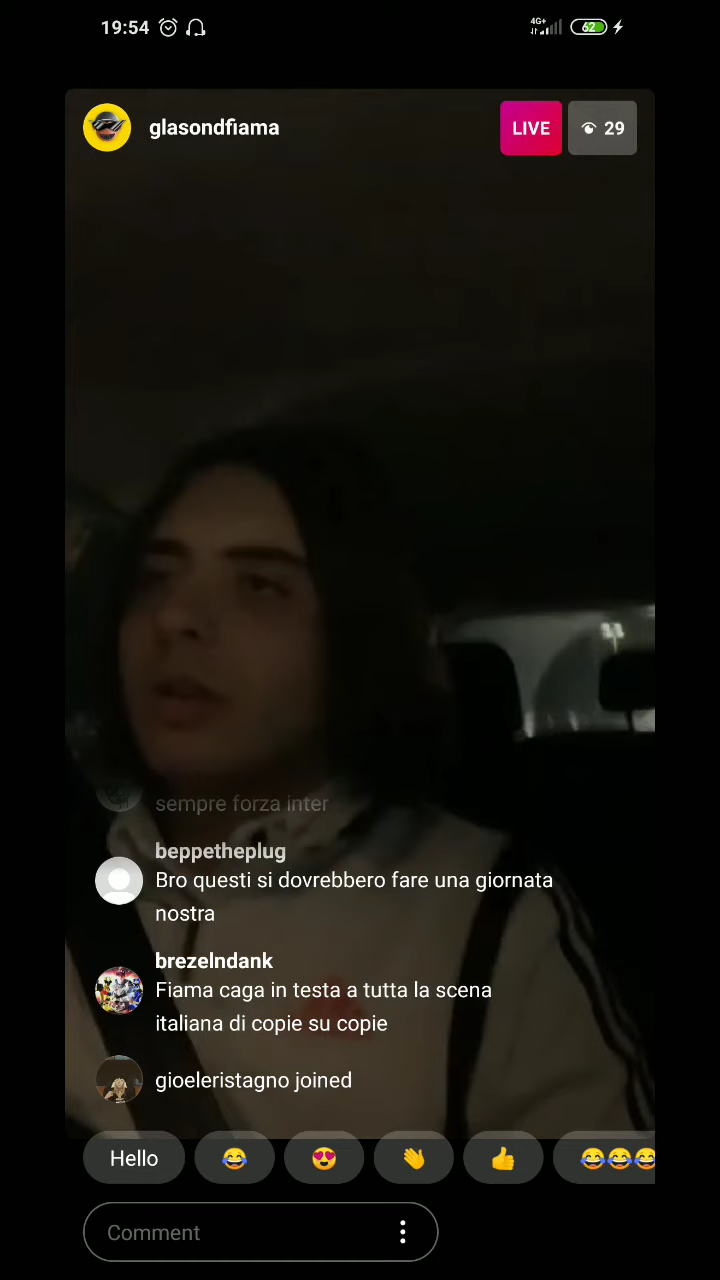 19:54
4G+
62
glasondfiama
LIVE
29
sempre forza inter
beppetheplug
Bro questi si dovrebbero fare una giornata
nostra
brezelndank
Fiama caga in testa a tutta la scena
italiana di copie su copie
gioeleristagno joined
Hello
Comment